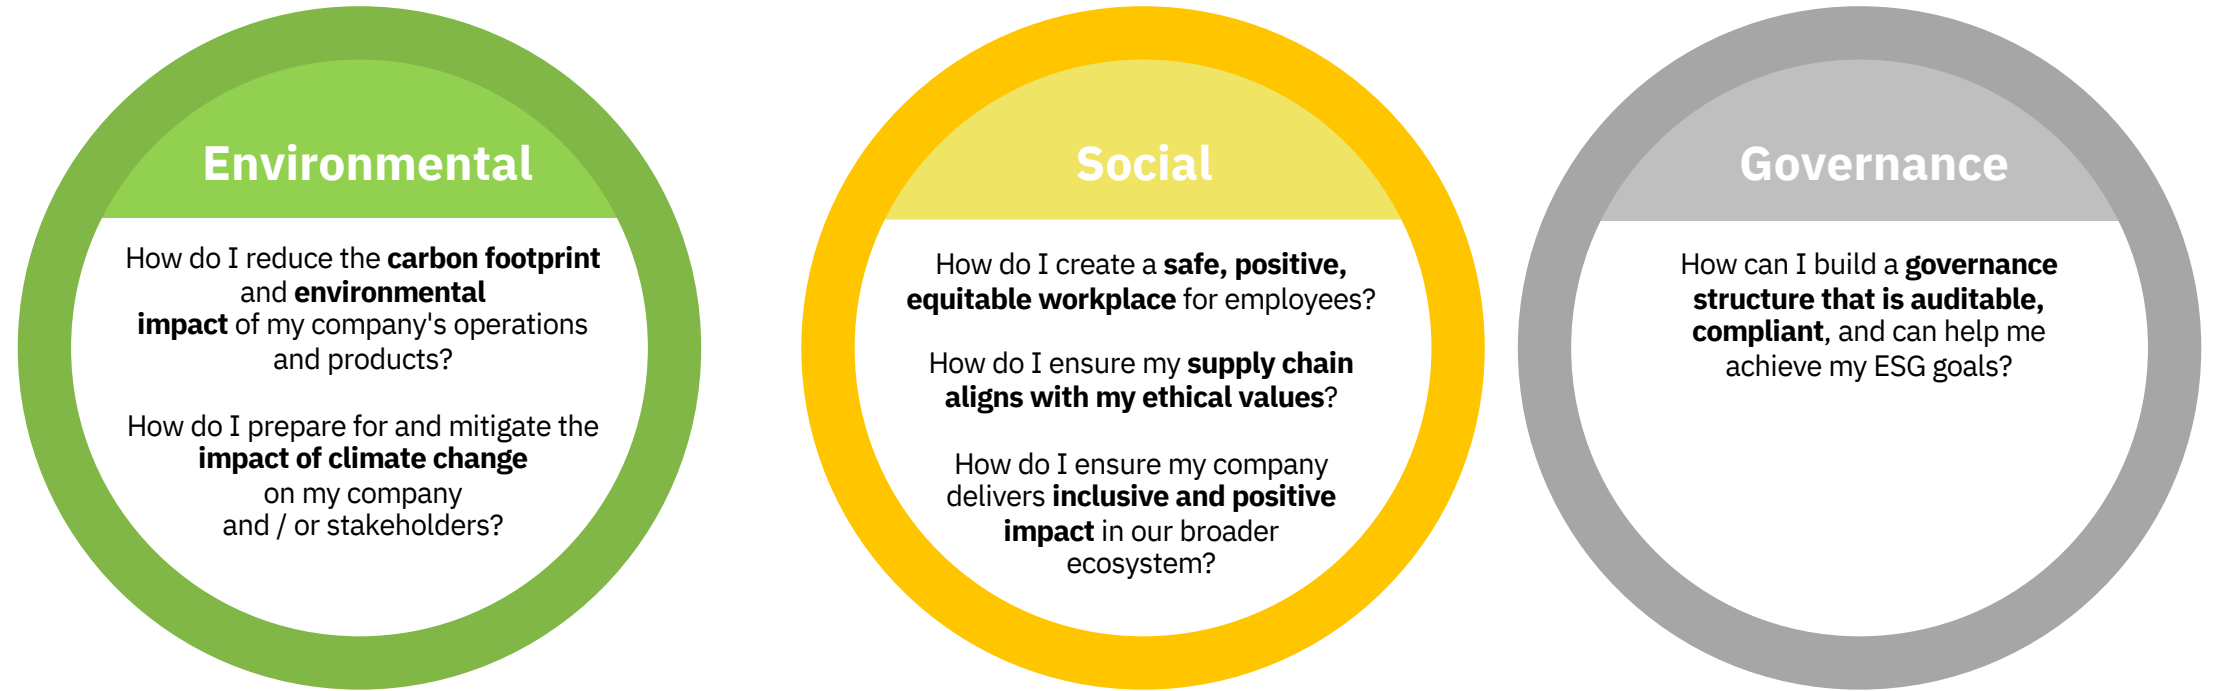 Environmental
How do I reduce the carbon footprint
and environmental
impact of my company's operations
and products?
How do I prepare for and mitigate the
impact of climate change
on my company
and / or stakeholders?
Social
How do I create a safe, positive,
equitable workplace for employees?
How do I ensure my supply chain
aligns with my ethical values?
How do I ensure my company
delivers inclusive and positive
impact in our broader
ecosystem?
Governance
How can I build a governance
structure that is auditable,
compliant, and can help me
achieve my ESG goals?